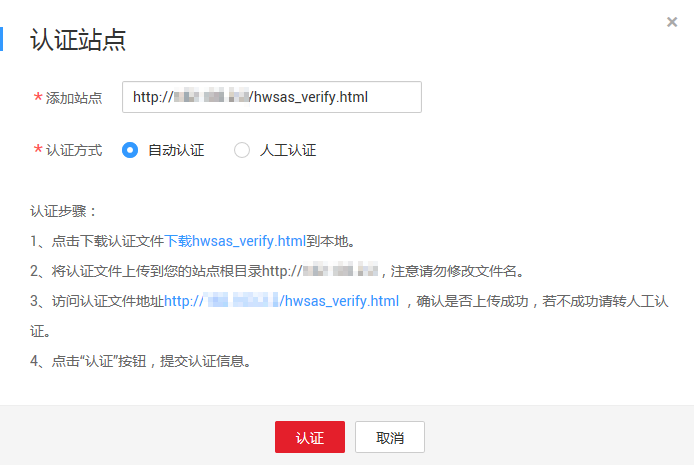 认证站点
*添加站点 http:///hwsas_verify.html
*认证方式 自动认证 人工认证
认证步骤：
1、点击下载认证文件下载hwsas_verify.html到本地。
2、将认证文件上传到您的站点根目录http://，注意请勿修改文件名。
3、访问认证文件地址http:///hwsas_verify.html ，确认是否上传成功，若不成功请转人工认
证。
4、点击“认证”按钮，提交认证信息。
认证 取消